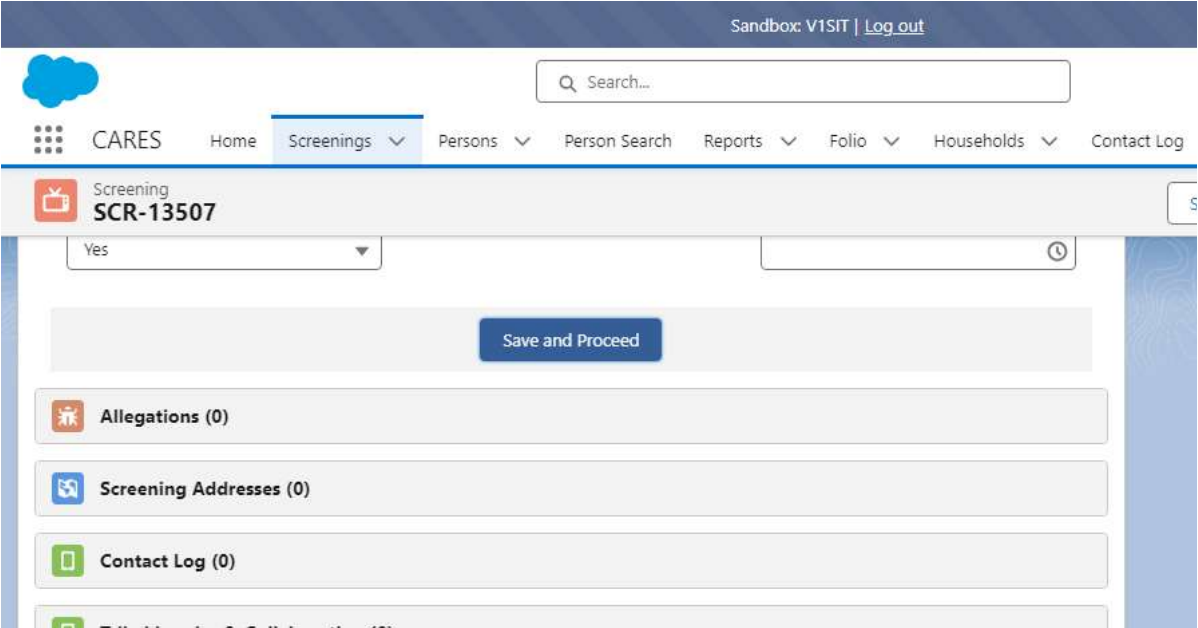 Sandbox: V1SIT | Log out
Search...
CARES Home Screenings Persons Person Search Reports Folio Households Contact Log
Screening
SCR-13507
Yes
Save and Proceed
Allegations (0)
Screening Addresses (0)
Contact Log (0)